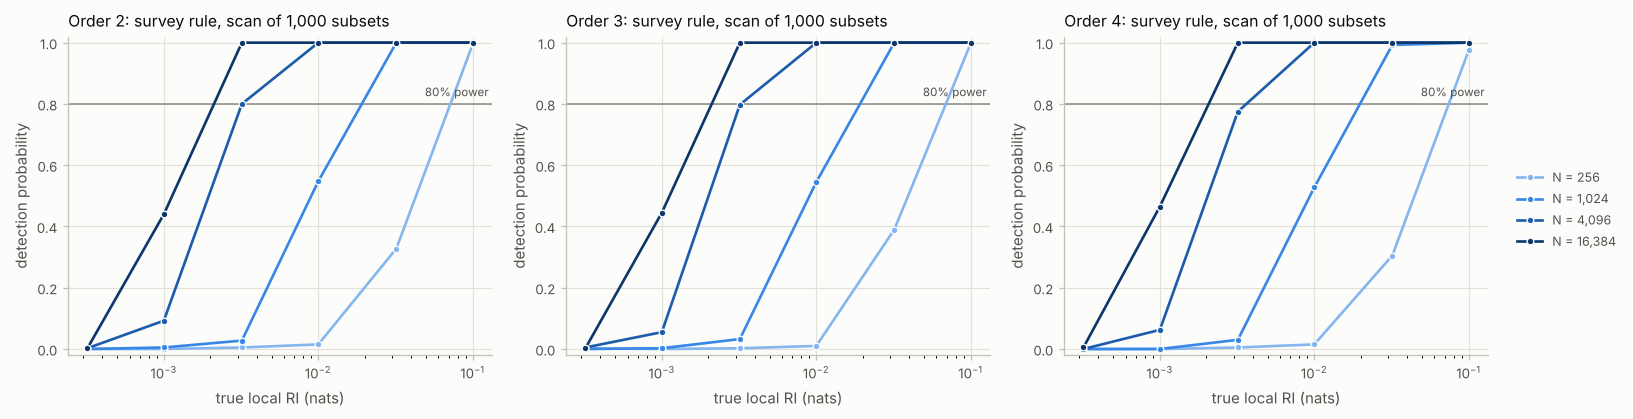 Order 2: survey rule, scan of 1,000 subsets
1.0
0.8
0.6
0.4
0.2
0.0
80% power
10⁻³
10⁻²
10⁻¹
detection probability
true local RI (nats)
Order 3: survey rule, scan of 1,000 subsets
1.0
0.8
0.6
0.4
0.2
0.0
80% power
10⁻³
10⁻²
10⁻¹
detection probability
true local RI (nats)
Order 4: survey rule, scan of 1,000 subsets
1.0
0.8
0.6
0.4
0.2
0.0
80% power
10⁻³
10⁻²
10⁻¹
detection probability
true local RI (nats)
N = 256
N = 1,024
N = 4,096
N = 16,384